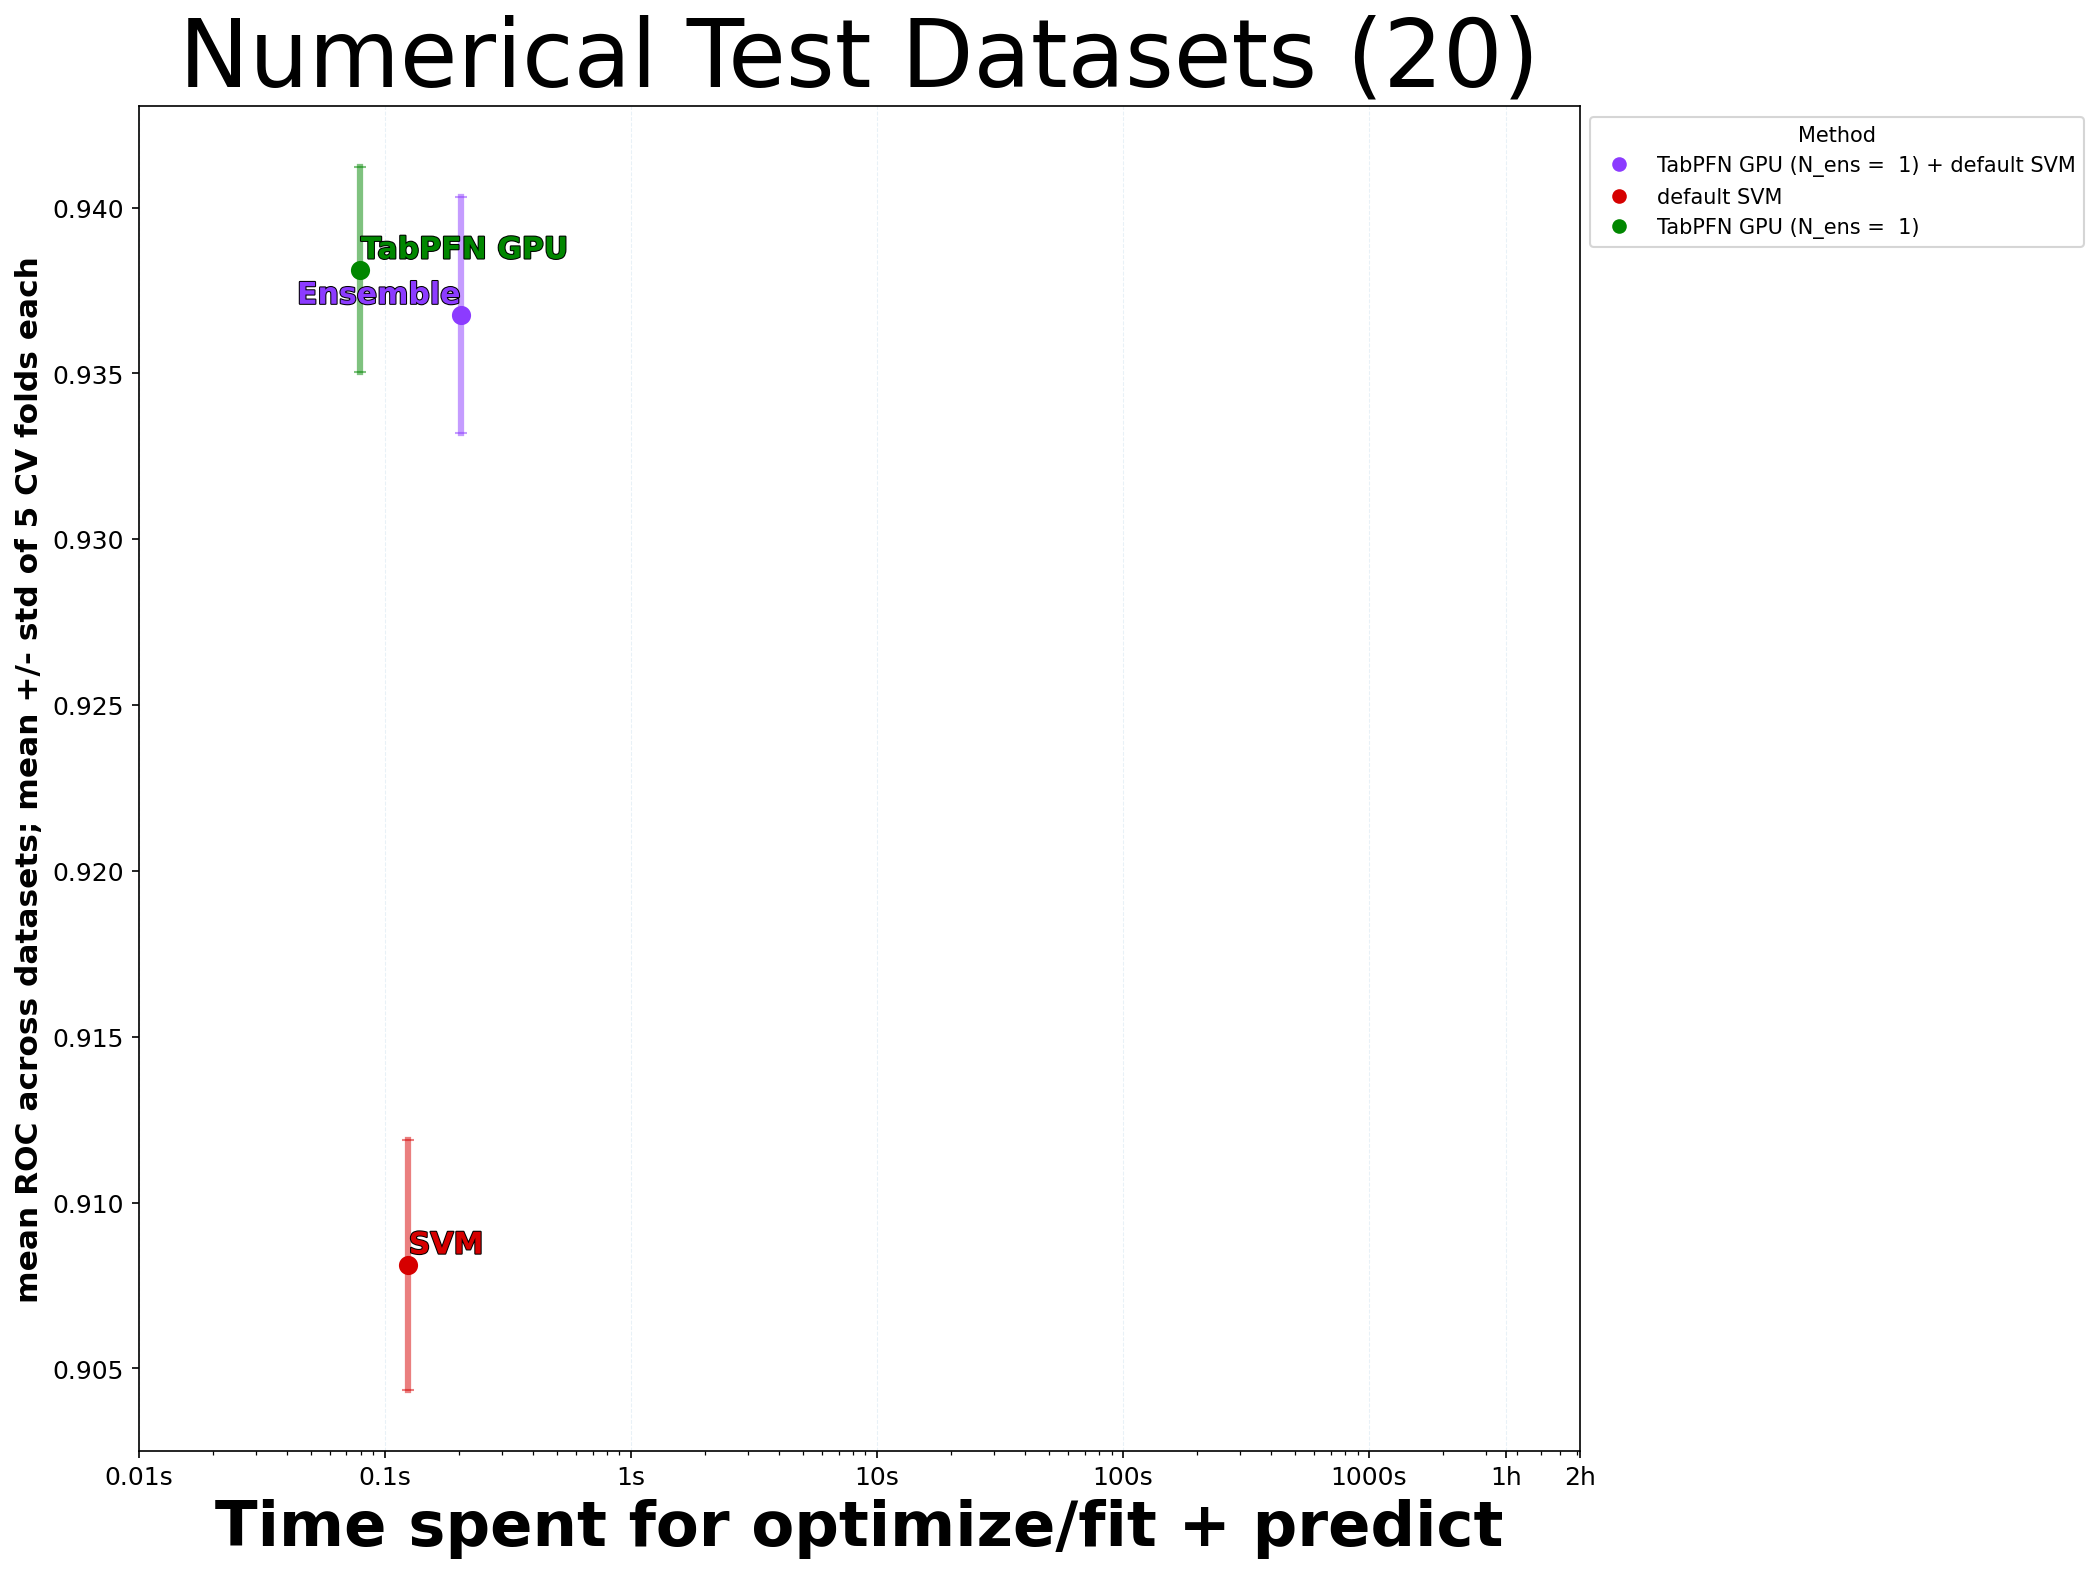 Numerical Test Datasets (20)
mean ROC across datasets; mean +/- std of 5 CV folds each
0.940
0.935
0.930
0.925
0.920
0.915
0.910
0.905
TabPFN GPU
Ensemble
SVM
0.01s
0.1s
1s
10s
100s
1000s
1h
2h
Time spent for optimize/fit + predict
Method
TabPFN GPU (N_ens =  1) + default SVM
default SVM
TabPFN GPU (N_ens =  1)